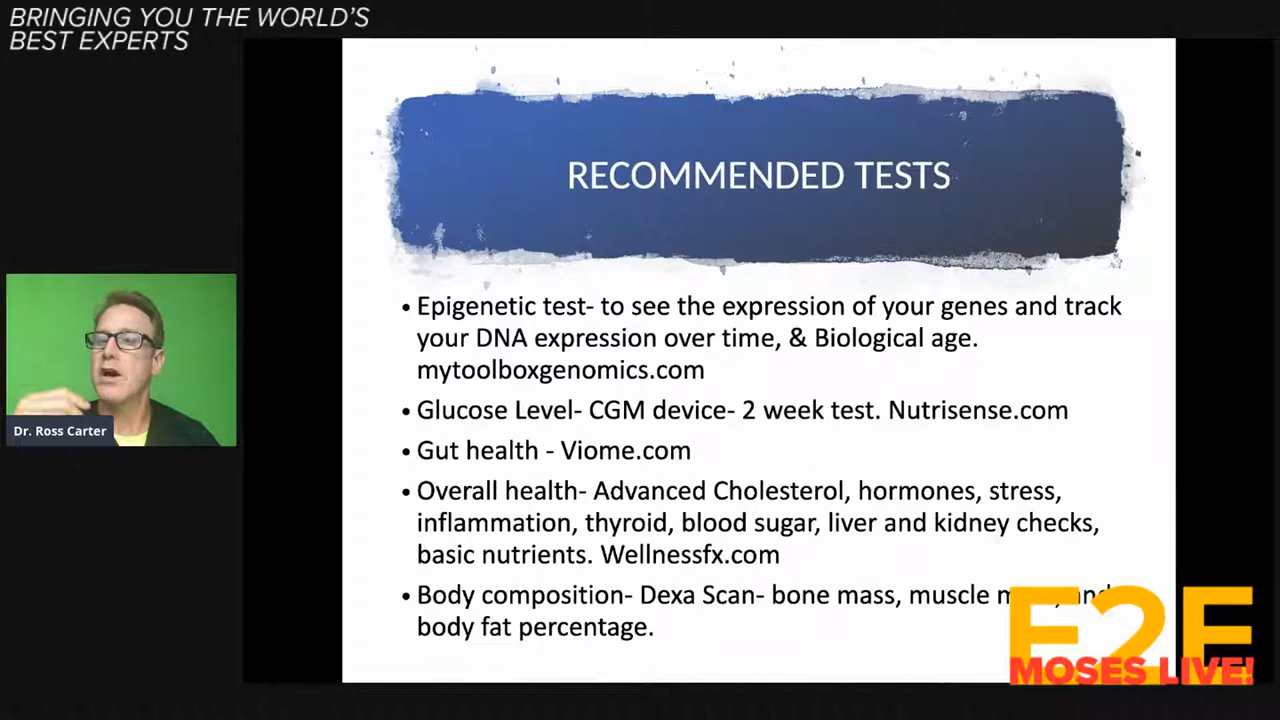 BRINGING YOU THE WORLD'S
BEST EXPERTS
RECOMMENDED TESTS
• Epigenetic test- to see the expression of your genes and track
your DNA expression over time, & Biological age.
mytoolboxgenomics.com
• Glucose Level- CGM device- 2 week test. Nutrisense.com
• Gut health - Viome.com
• Overall health- Advanced Cholesterol, hormones, stress,
inflammation, thyroid, blood sugar, liver and kidney checks,
basic nutrients. Wellnessfx.com
• Body composition- Dexa Scan- bone mass, muscle and
body fat percentage.
Dr. Ross Carter
E2E
MOSES LIVE!